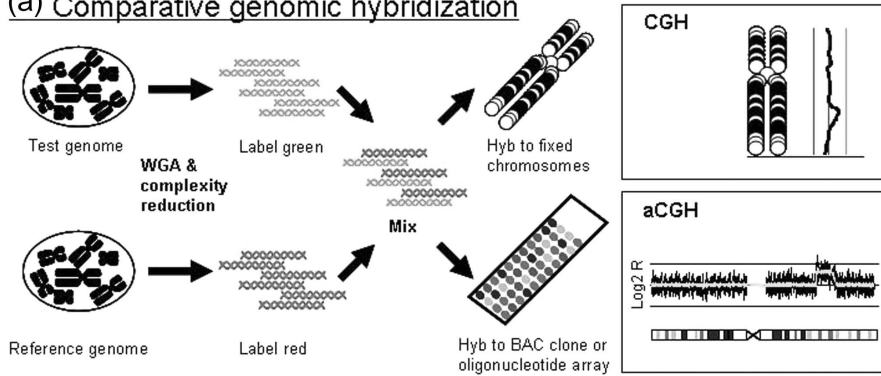 (a) Comparative genomic hybridization
Test genome
Label green
WGA &
complexity
reduction
Mix
Hyb to fixed
chromosomes
Reference genome
Label red
Hyb to BAC clone or
oligonucleotide array
CGH
aCGH
Log2 R